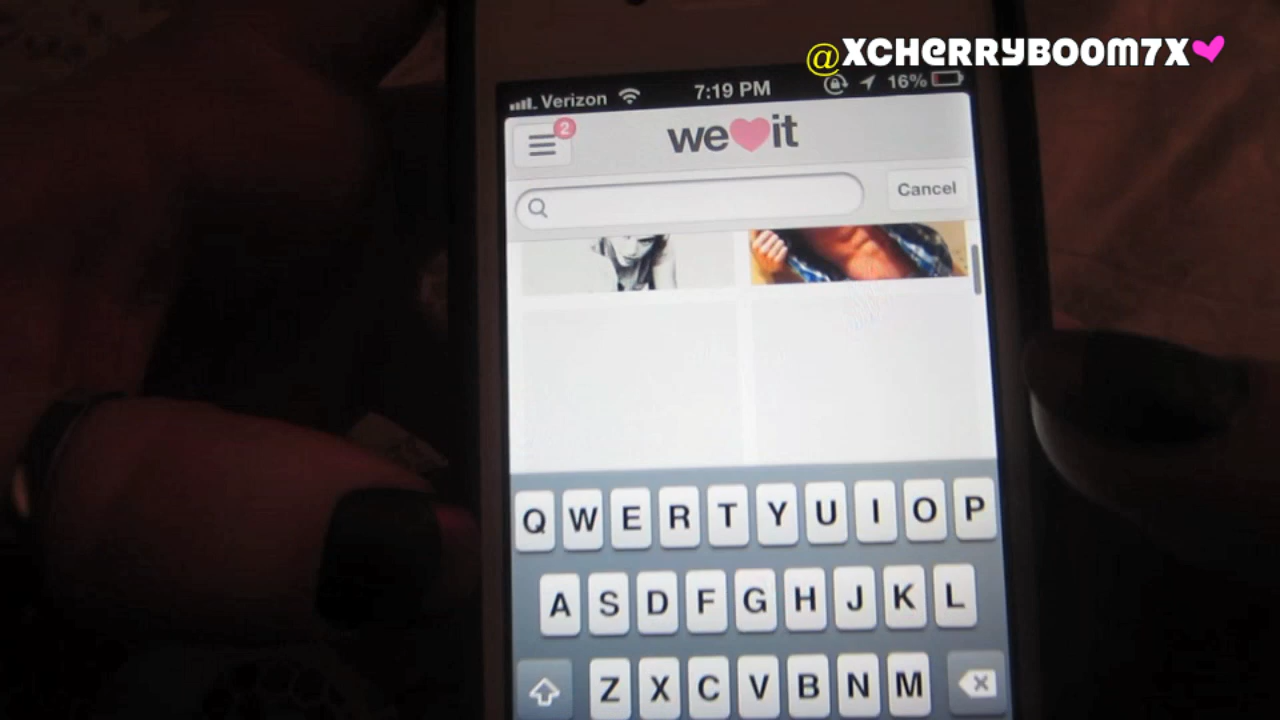 @XCHERRYBOOM7X
Verizon 7:19 PM 16%
2
we it
Cancel
Q W E R T Y U I O P
A S D F G H J K L
Z X C V B N M